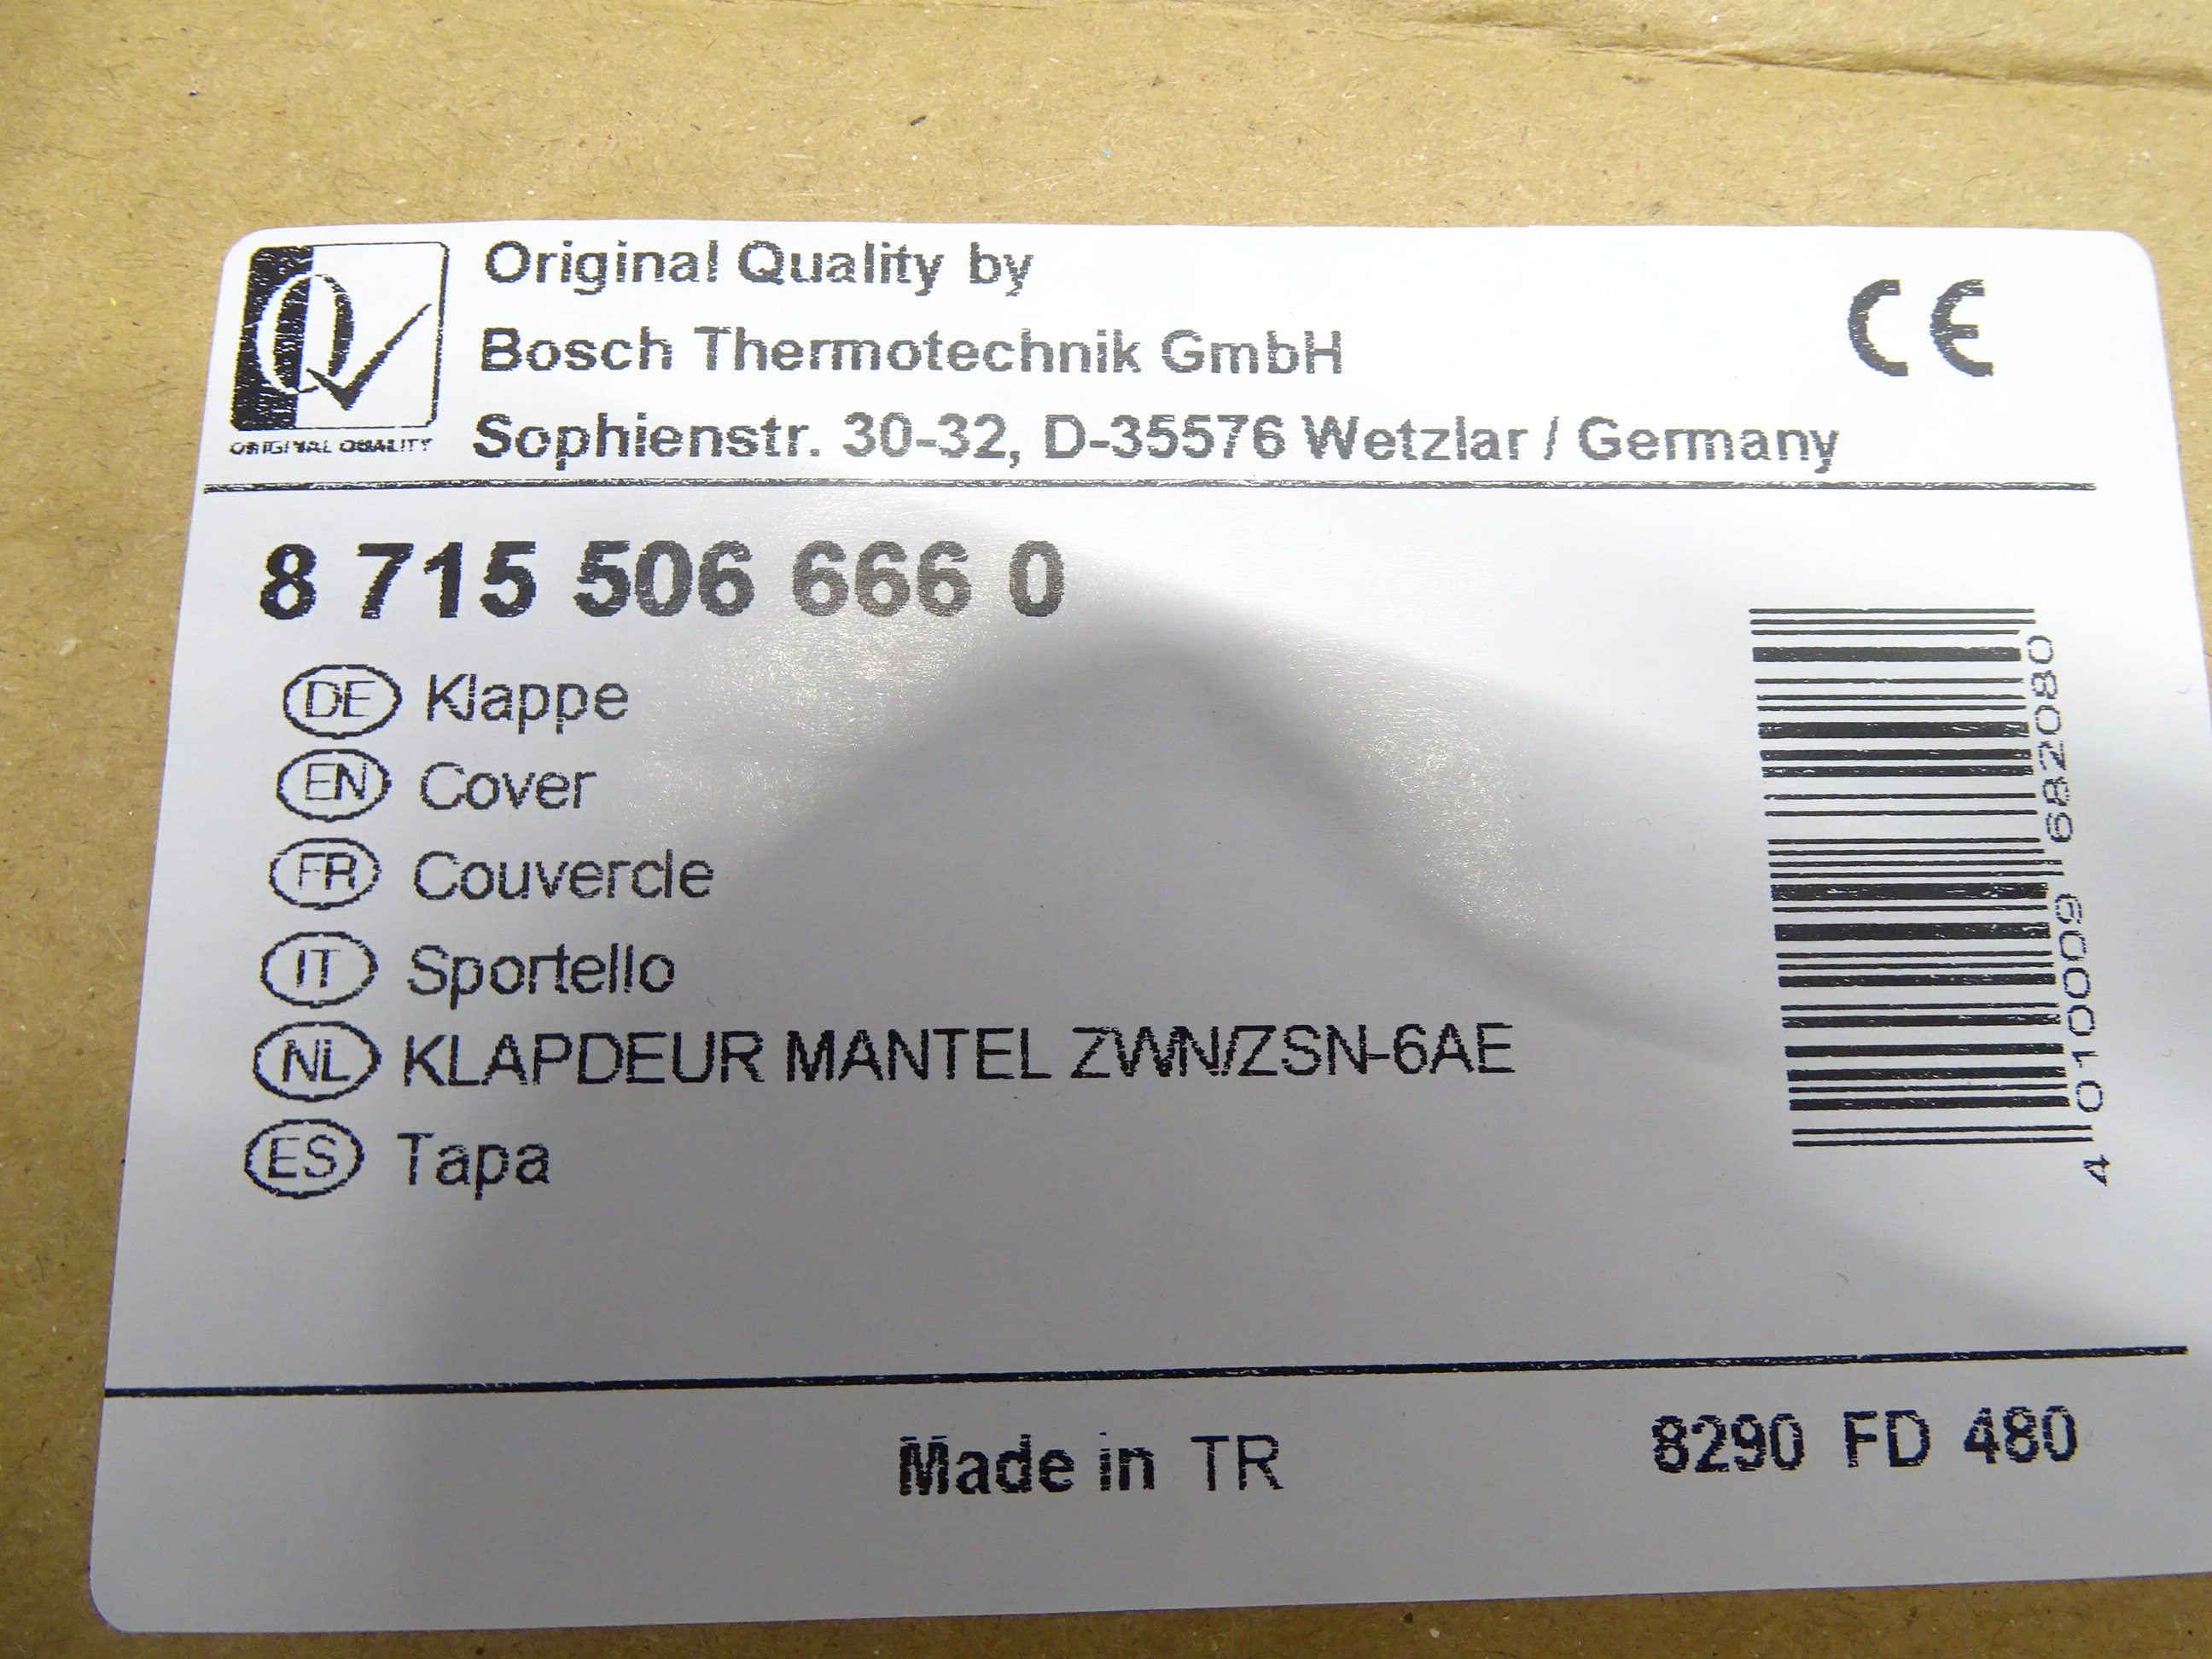 Original Quality by
Bosch Thermotechnik GmbH
Sophienstr. 30-32, D-35576 Wetzlar / Germany
CE
Q
ORIGINAL QUALITY
8 715 506 666 0
DE Klappe
EN Cover
FR Couvercle
IT Sportello
NL KLAPDEUR MANTEL ZWN/ZSN-6AE
ES Tapa
4 010009 682080
Made in TR
8290 FD 480